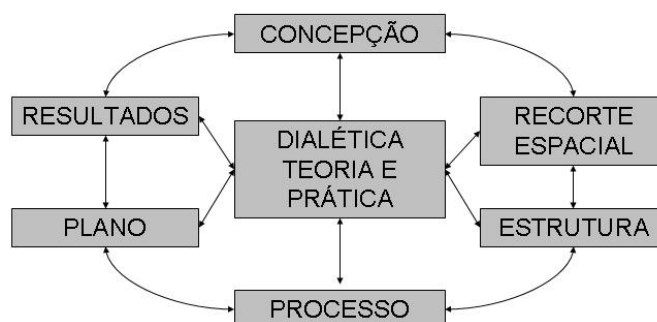 CONCEPÇÃO
RESULTADOS
DIALÉTICA
TEORIA E
PRÁTICA
RECORTE
ESPACIAL
PLANO
ESTRUTURA
PROCESSO